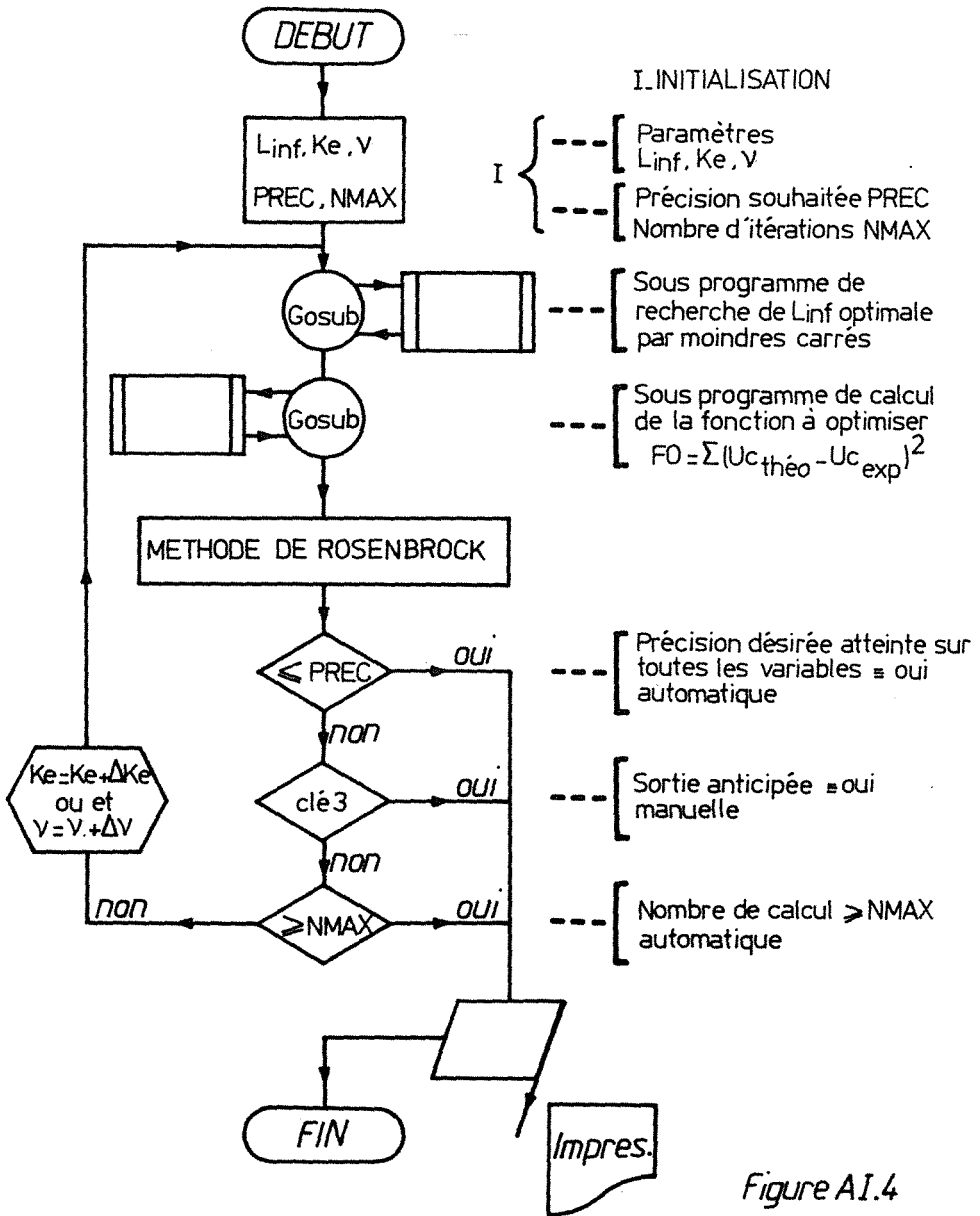 DEBUT
I_INITIALISATION
Linf, Ke, ν
PREC, NMAX
I
Paramètres
Linf, Ke, ν
Précision souhaitée PREC
Nombre d'itérations NMAX
Gosub
Sous programme de
recherche de Linf optimale
par moindres carrés
Gosub
Sous programme de calcul
de la fonction à optimiser
FO = Σ(Uc théo - Uc exp)²
METHODE DE ROSENBROCK
⩽ PREC
oui
non
Précision désirée atteinte sur
toutes les variables ≡ oui
automatique
Ke=Ke+ΔKe
ou et
ν=ν.+Δν
clé3
oui
non
Sortie anticipée ≡ oui
manuelle
non
⩾NMAX
oui
Nombre de calcul ⩾NMAX
automatique
FIN
Impres.
Figure AI.4